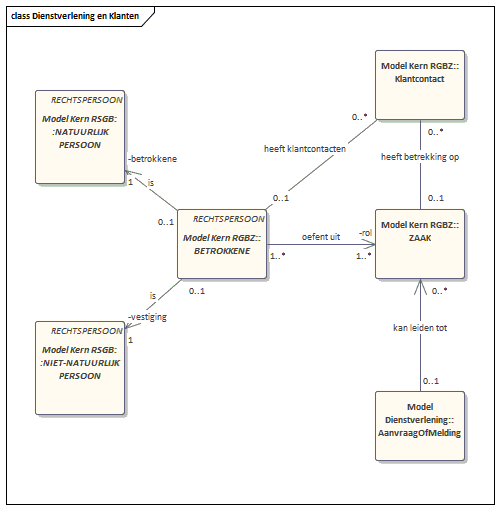 class Dienstverlening en Klanten
Model Kern RGBZ::
Klantcontact
RECHTSPERSOON
Model Kern RSGB:
:NATUURLIJK
PERSOON
0..*
0..*
heeft klantcontacten
heeft betrekking op
-betrokkene
is
1
0..1
0..1
0..1
RECHTSPERSOON
Model Kern RGBZ::
BETROKKENE
Model Kern RGBZ::
ZAAK
oefent uit
-rol
1..*
1..*
0..1
0..*
is
-vestiging
1
RECHTSPERSOON
Model Kern RSGB:
:NIET-NATUURLIJK
PERSOON
kan leiden tot
0..1
Model
Dienstverlening::
AanvraagOfMelding